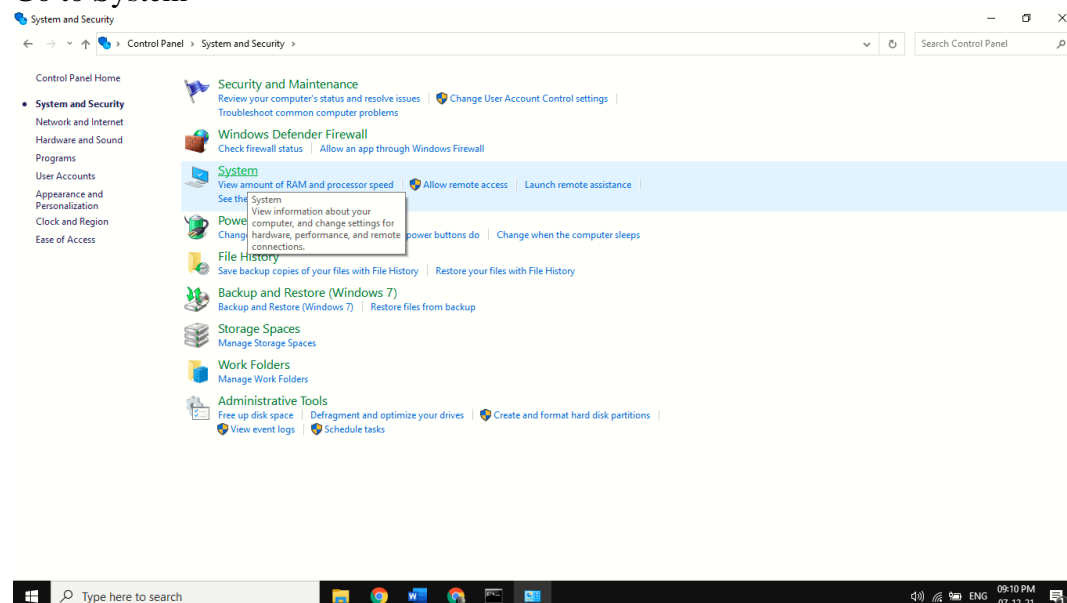 Go to System
System and Security
Control Panel > System and Security >
Search Control Panel
Control Panel Home
System and Security
Network and Internet
Hardware and Sound
Programs
User Accounts
Appearance and
Personalization
Clock and Region
Ease of Access
Security and Maintenance
Review your computer's status and resolve issues
Change User Account Control settings
Troubleshoot common computer problems
Windows Defender Firewall
Check firewall status
Allow an app through Windows Firewall
System
View amount of RAM and processor speed
Allow remote access
Launch remote assistance
See the
System
View information about your
computer, and change settings for
hardware, performance, and remote
connections.
Powe
Chang
power buttons do
Change when the computer sleeps
File History
Save backup copies of your files with File History
Restore your files with File History
Backup and Restore (Windows 7)
Backup and Restore (Windows 7)
Restore files from backup
Storage Spaces
Manage Storage Spaces
Work Folders
Manage Work Folders
Administrative Tools
Free up disk space
Defragment and optimize your drives
Create and format hard disk partitions
View event logs
Schedule tasks
Type here to search
ENG
09:10 PM
07-12-21